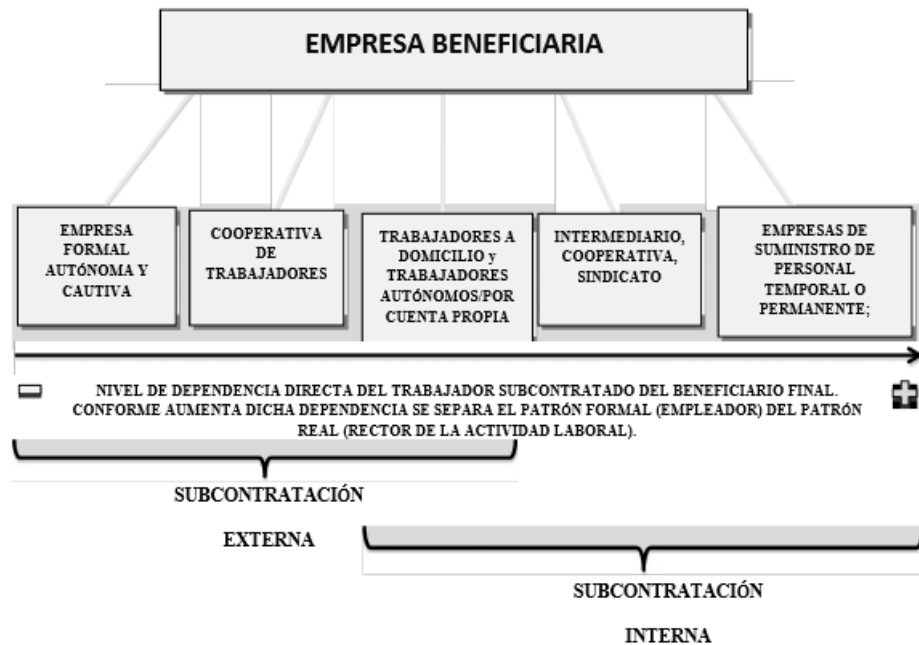 EMPRESA BENEFICIARIA
EMPRESA
FORMAL
AUTÓNOMA Y
CAUTIVA
COOPERATIVA
DE
TRABAJADORES
TRABAJADORES A
DOMICILIO y
TRABAJADORES
AUTÓNOMOS/POR
CUENTA PROPIA
INTERMEDIARIO,
COOPERATIVA,
SINDICATO
EMPRESAS DE
SUMINISTRO DE
PERSONAL
TEMPORAL O
PERMANENTE;
NIVEL DE DEPENDENCIA DIRECTA DEL TRABAJADOR SUBCONTRATADO DEL BENEFICIARIO FINAL.
CONFORME AUMENTA DICHA DEPENDENCIA SE SEPARA EL PATRÓN FORMAL (EMPLEADOR) DEL PATRÓN
REAL (RECTOR DE LA ACTIVIDAD LABORAL).
SUBCONTRATACIÓN
EXTERNA
SUBCONTRATACIÓN
INTERNA